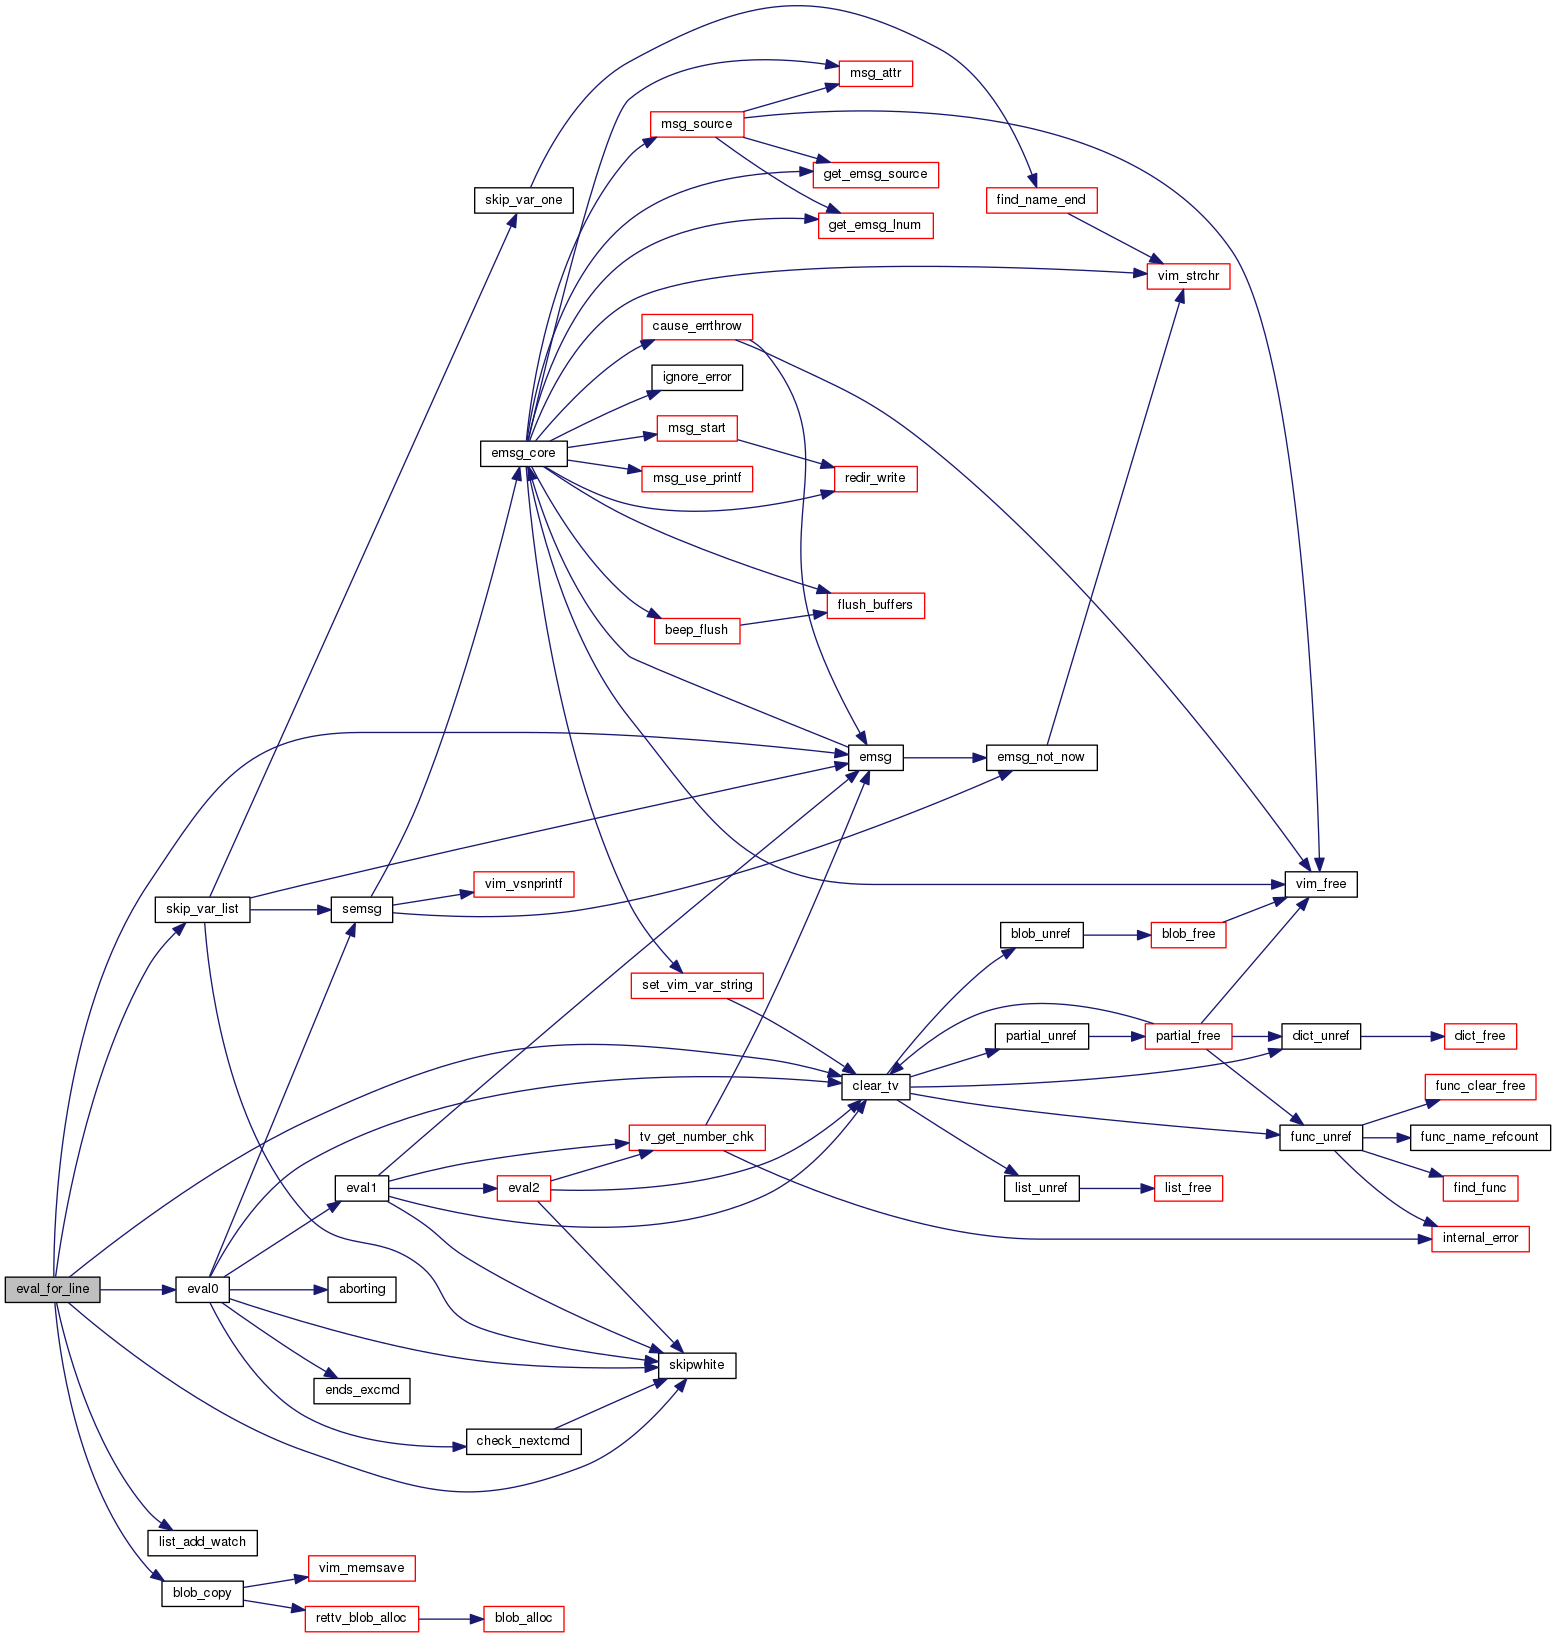 msg_attr
msg_source
get_emsg_source
skip_var_one
find_name_end
get_emsg_lnum
vim_strchr
cause_errthrow
ignore_error
msg_start
emsg_core
msg_use_printf
redir_write
flush_buffers
beep_flush
emsg
emsg_not_now
vim_vsnprintf
vim_free
skip_var_list
semsg
blob_unref
blob_free
set_vim_var_string
partial_unref
partial_free
dict_unref
dict_free
clear_tv
func_clear_free
tv_get_number_chk
func_unref
func_name_refcount
eval1
eval2
list_unref
list_free
find_func
internal_error
eval_for_line
eval0
aborting
skipwhite
ends_excmd
check_nextcmd
list_add_watch
vim_memsave
blob_copy
rettv_blob_alloc
blob_alloc